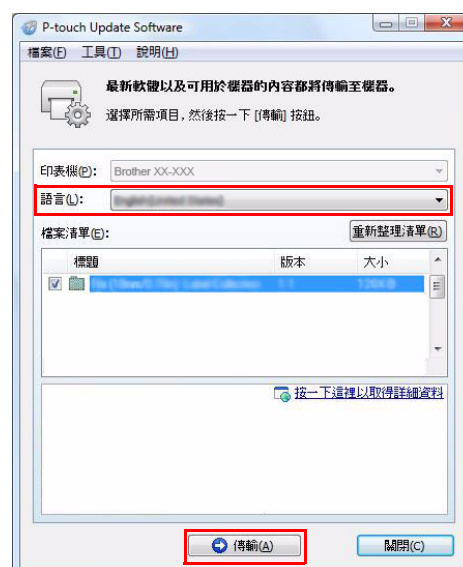 P-touch Update Software
檔案(F) 工具(T) 說明(H)
最新軟體以及可用於機器的內容都將傳輸至機器。
選擇所需項目，然後按一下 [傳輸] 按鈕。
印表機(P): Brother XX-XXX
語言(L):
檔案清單(E): 重新整理清單(R)
標題 版本 大小
按一下這裡以取得詳細資料
傳輸(A) 關閉(C)